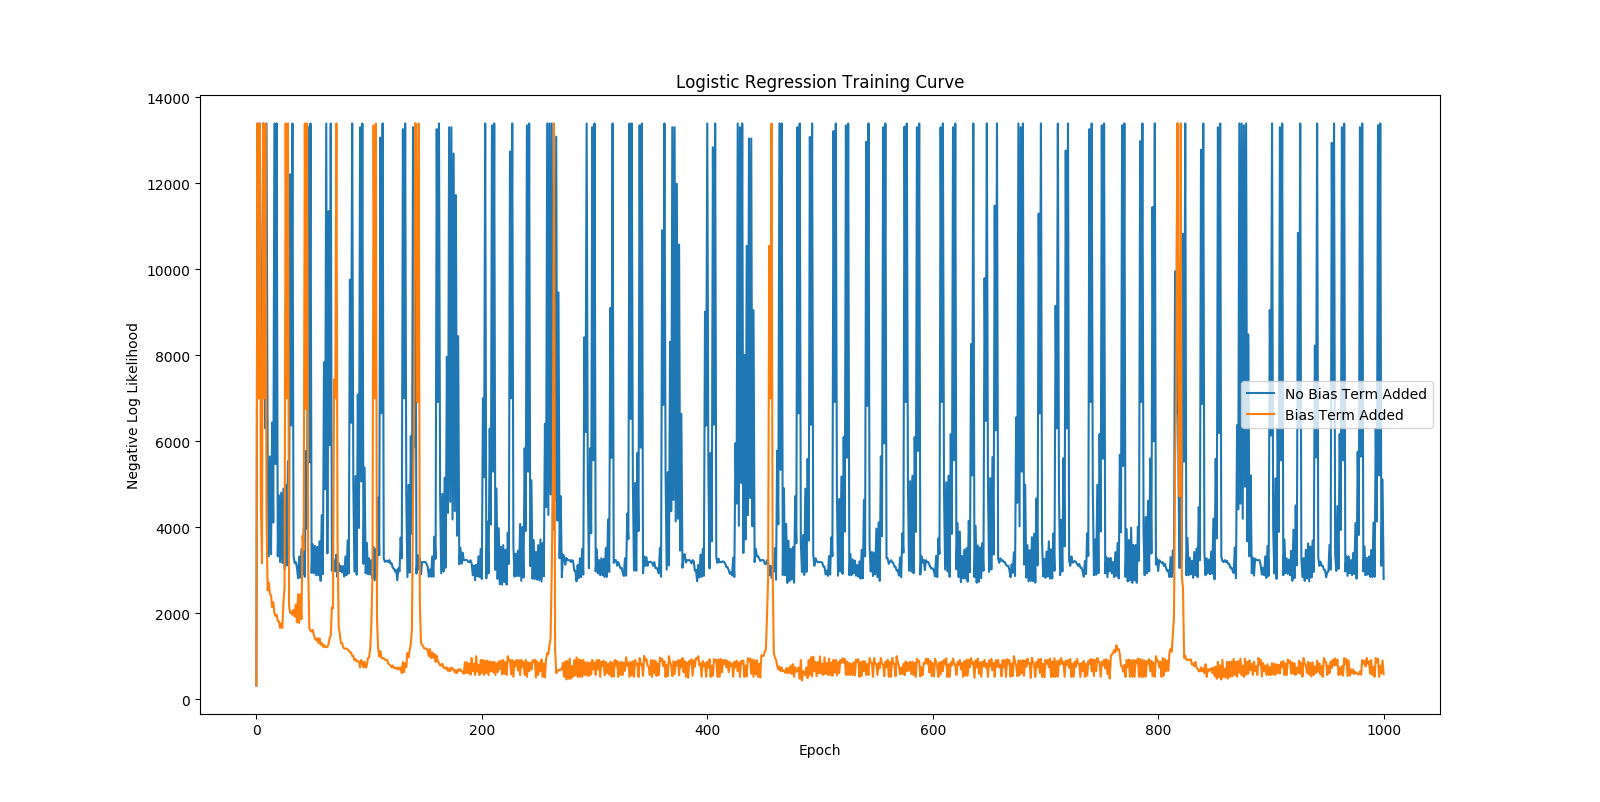 Logistic Regression Training Curve
14000
12000
10000
8000
6000
4000
2000
0
Negative Log Likelihood
No Bias Term Added
Bias Term Added
0 200 400 600 800 1000
Epoch